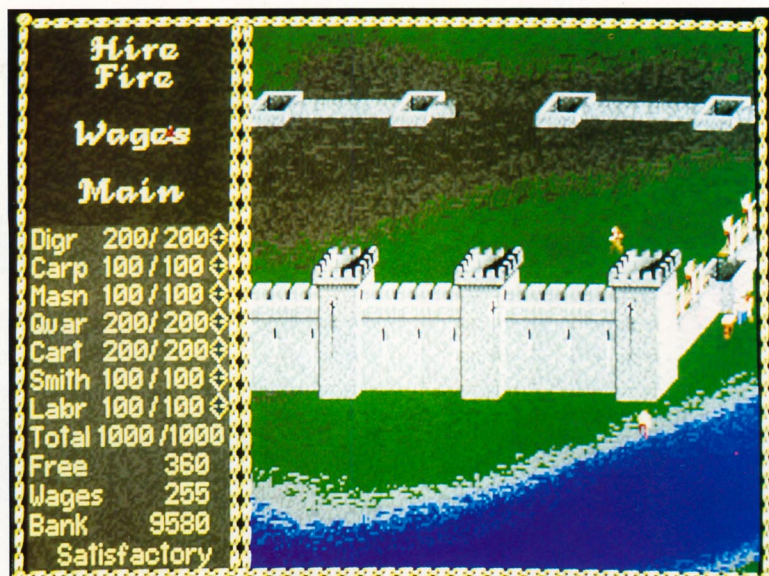 Hire
Fire
Wages
Main
Digr 200/200
Carp 100/100
Masn 100/100
Quar 200/200
Cart 200/200
Smith 100/100
Labr 100/100
Total 1000/1000
Free 360
Wages 255
Bank 9580
Satisfactory